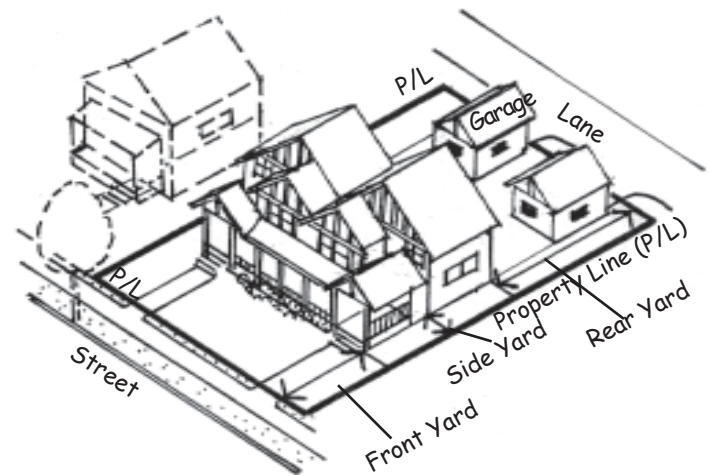 P/L
Garage
Lane
P/L
Property Line (P/L)
Rear Yard
Side Yard
Street
Front Yard